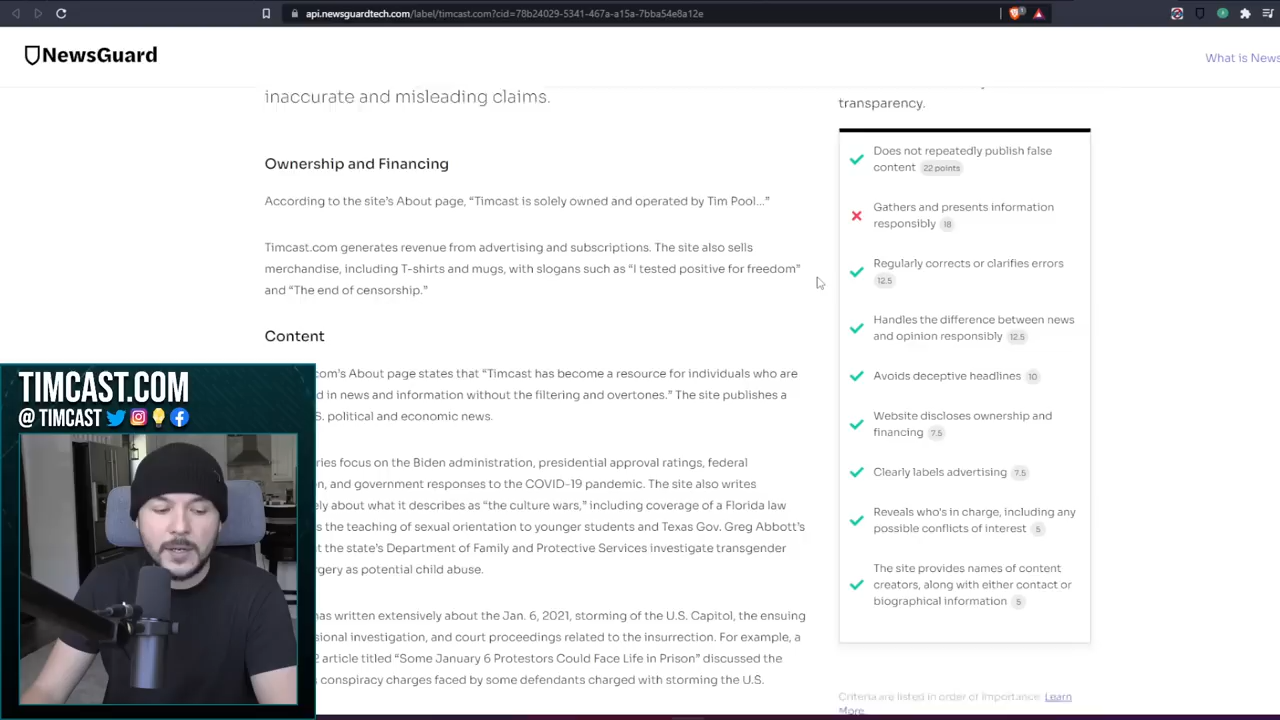 api.newsguardtech.com/label/timcast.com?cid=78b24029-5341-467a-a15a-7bba54e8a12e
NewsGuard
What is News
inaccurate and misleading claims.
Ownership and Financing
According to the site's About page, “Timcast is solely owned and operated by Tim Pool...”
Timcast.com generates revenue from advertising and subscriptions. The site also sells
merchandise, including T-shirts and mugs, with slogans such as “I tested positive for freedom”
and “The end of censorship.”
Content
com's About page states that “Timcast has become a resource for individuals who are
d in news and information without the filtering and overtones.” The site publishes a
S. political and economic news.
ries focus on the Biden administration, presidential approval ratings, federal
n, and government responses to the COVID-19 pandemic. The site also writes
ly about what it describes as “the culture wars,” including coverage of a Florida law
s the teaching of sexual orientation to younger students and Texas Gov. Greg Abbott's
t the state's Department of Family and Protective Services investigate transgender
rgery as potential child abuse.
has written extensively about the Jan. 6, 2021, storming of the U.S. Capitol, the ensuing
sional investigation, and court proceedings related to the insurrection. For example, a
2 article titled “Some January 6 Protestors Could Face Life in Prison” discussed the
s conspiracy charges faced by some defendants charged with storming the U.S.
transparency.
Does not repeatedly publish false
content 22 points
Gathers and presents information
responsibly 18
Regularly corrects or clarifies errors
12.5
Handles the difference between news
and opinion responsibly 12.5
Avoids deceptive headlines 10
Website discloses ownership and
financing 7.5
Clearly labels advertising 7.5
Reveals who's in charge, including any
possible conflicts of interest 5
The site provides names of content
creators, along with either contact or
biographical information 5
Criteria are listed in order of importance. Learn
More.
TIMCAST.COM
@ TIMCAST